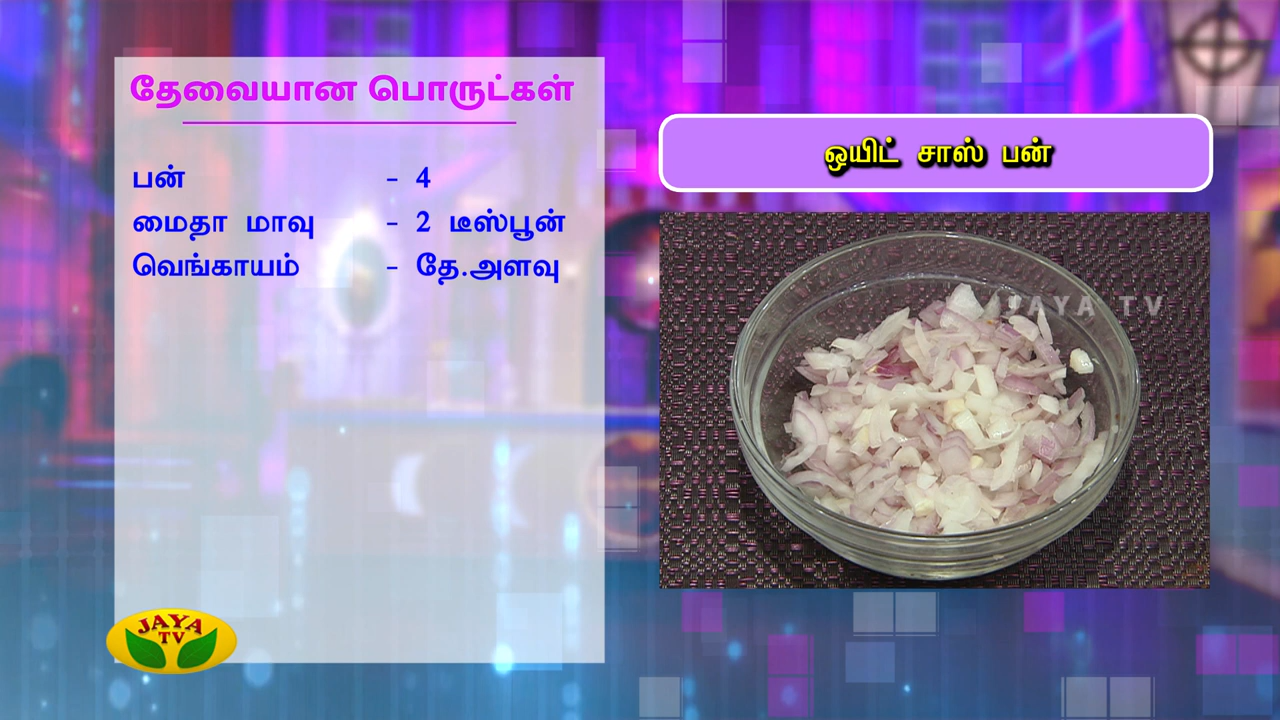 தேவையான பொருட்கள்
பன் - 4
மைதா மாவு - 2 டீஸ்பூன்
வெங்காயம் - தே.அளவு
ஒயிட் சாஸ் பன்
JAYA TV
JAYA
TV